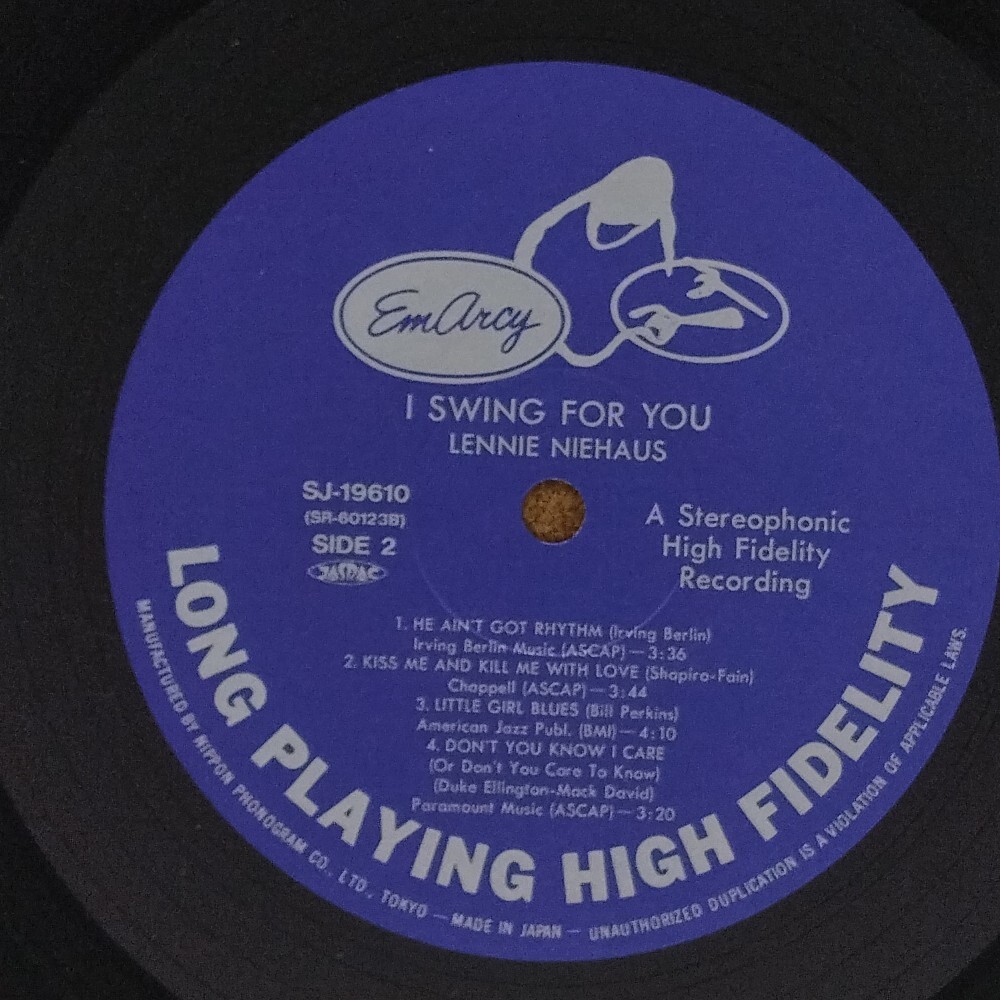 EmArcy
I SWING FOR YOU
LENNIE NIEHAUS
SJ-19610
(SR-60123B)
SIDE 2
JASRAC
A Stereophonic
High Fidelity
Recording
1. HE AIN'T GOT RHYTHM (Irving Berlin)
Irving Berlin Music (ASCAP) — 3:36
2. KISS ME AND KILL ME WITH LOVE (Shapiro-Fain)
Chappell (ASCAP) — 3:44
3. LITTLE GIRL BLUES (Bill Perkins)
American Jazz Publ. (BMI) — 4:10
4. DON'T YOU KNOW I CARE
(Or Don't You Care To Know)
(Duke Ellington-Mack David)
Paramount Music (ASCAP) — 3:20
LONG PLAYING HIGH FIDELITY
MANUFACTURED BY NIPPON PHONOGRAM CO., LTD., TOKYO — MADE IN JAPAN — UNAUTHORIZED DUPLICATION IS A VIOLATION OF APPLICABLE LAWS.